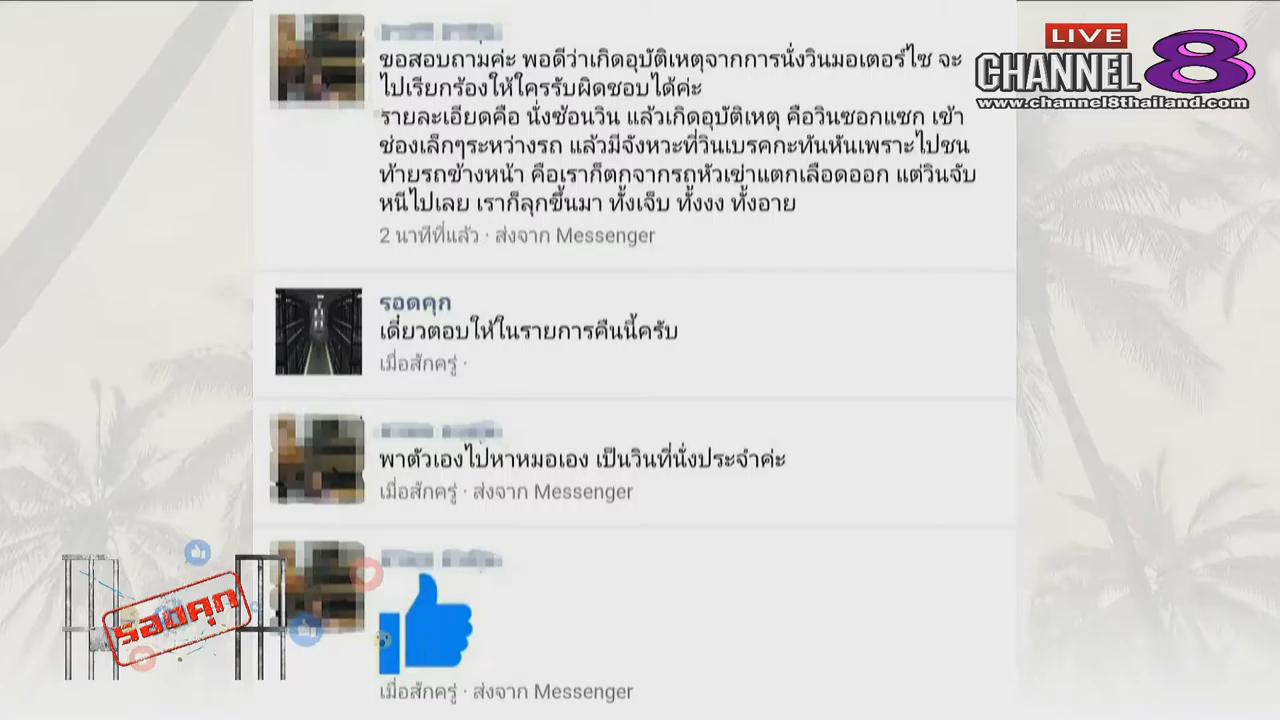 LIVE
CHANNEL 8
www.channel8thailand.com
ขอสอบถามค่ะ พอดีว่าเกิดอุบัติเหตุจากการนั่งวินมอเตอร์ไซ จะ
ไปเรียกร้องให้ใครรับผิดชอบได้ค่ะ
รายละเอียดคือ นั่งซ้อนวิน แล้วเกิดอุบัติเหตุ คือวินซอกแซก เข้า
ช่องเล็กๆระหว่างรถ แล้วมีจังหวะที่วินเบรคกะทันหันเพราะไปชน
ท้ายรถข้างหน้า คือเราก็ตกจากรถหัวเข่าแตกเลือดออก แต่วินจับ
หนีไปเลย เราก็ลุกขึ้นมา ทั้งเจ็บ ทั้งงง ทั้งอาย
2 นาทีที่แล้ว · ส่งจาก Messenger
รอดคุก
เดี๋ยวตอบให้ในรายการคืนนี้ครับ
เมื่อสักครู่ ·
พาตัวเองไปหาหมอเอง เป็นวินที่นั่งประจำค่ะ
เมื่อสักครู่ · ส่งจาก Messenger
รอดคุก
เมื่อสักครู่ · ส่งจาก Messenger